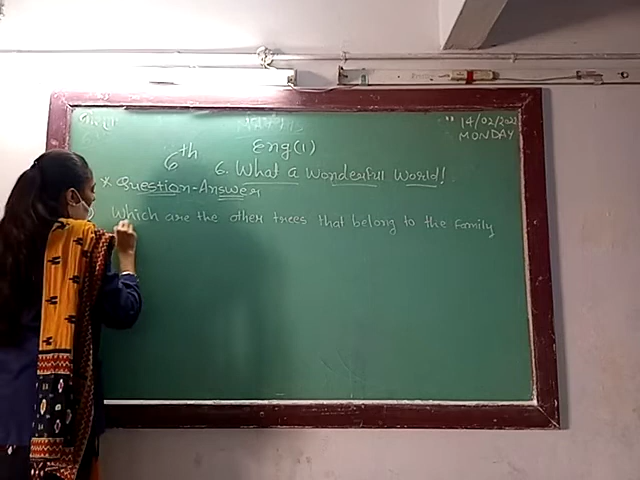 14/02/2022
MONDAY
6th Eng(1)
6. What a Wonderfull World!
* Question-Answer
Which are the other trees that belong to the family